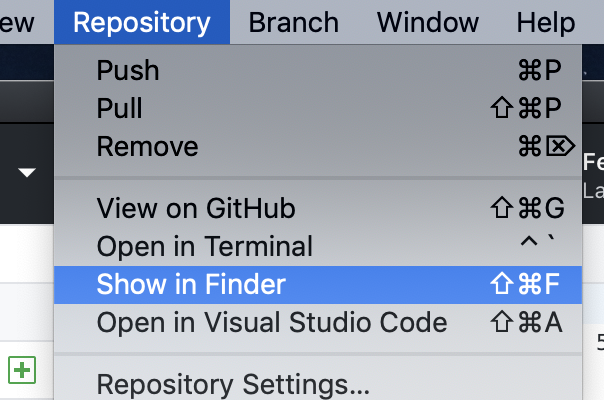 ew Repository Branch Window Help
Push ⌘P
Pull ⇧⌘P
Remove ⌘⌦
Fe
La
View on GitHub ⇧⌘G
Open in Terminal ^ `
Show in Finder ⇧⌘F
Open in Visual Studio Code ⇧⌘A
5
Repository Settings...